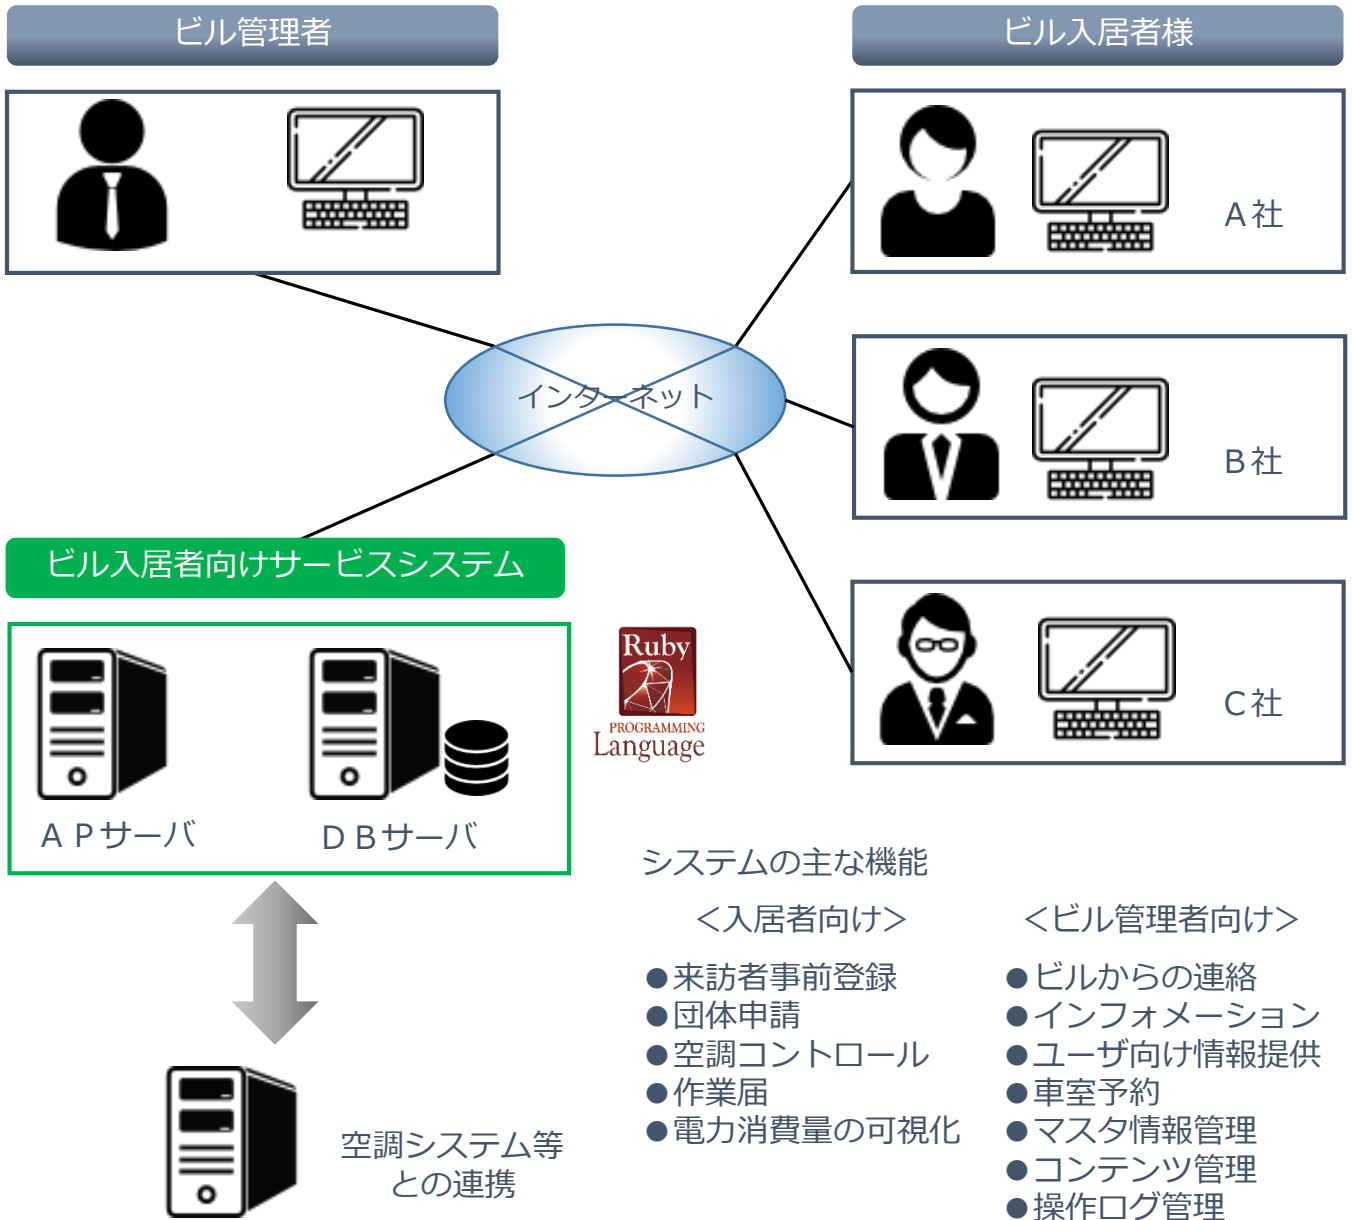 ビル管理者
ビル入居者様
A社
インターネット
B社
ビル入居者向けサービスシステム
Ruby
PROGRAMMING
Language
C社
APサーバ
DBサーバ
システムの主な機能
<入居者向け>
●来訪者事前登録
●団体申請
●空調コントロール
●作業届
●電力消費量の可視化
<ビル管理者向け>
●ビルからの連絡
●インフォメーション
●ユーザ向け情報提供
●車室予約
●マスタ情報管理
●コンテンツ管理
●操作ログ管理
空調システム等
との連携